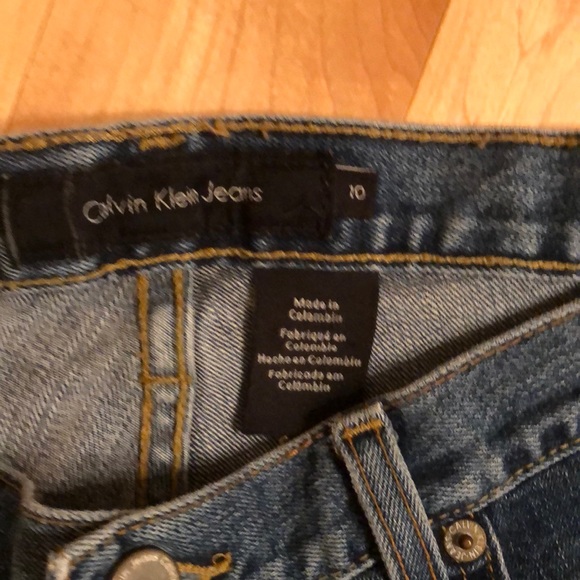 Calvin Klein Jeans
10
Made in
Colombia
Fabriqué en
Colombie
Hecho en Colombia
Fabricado em
Colômbia